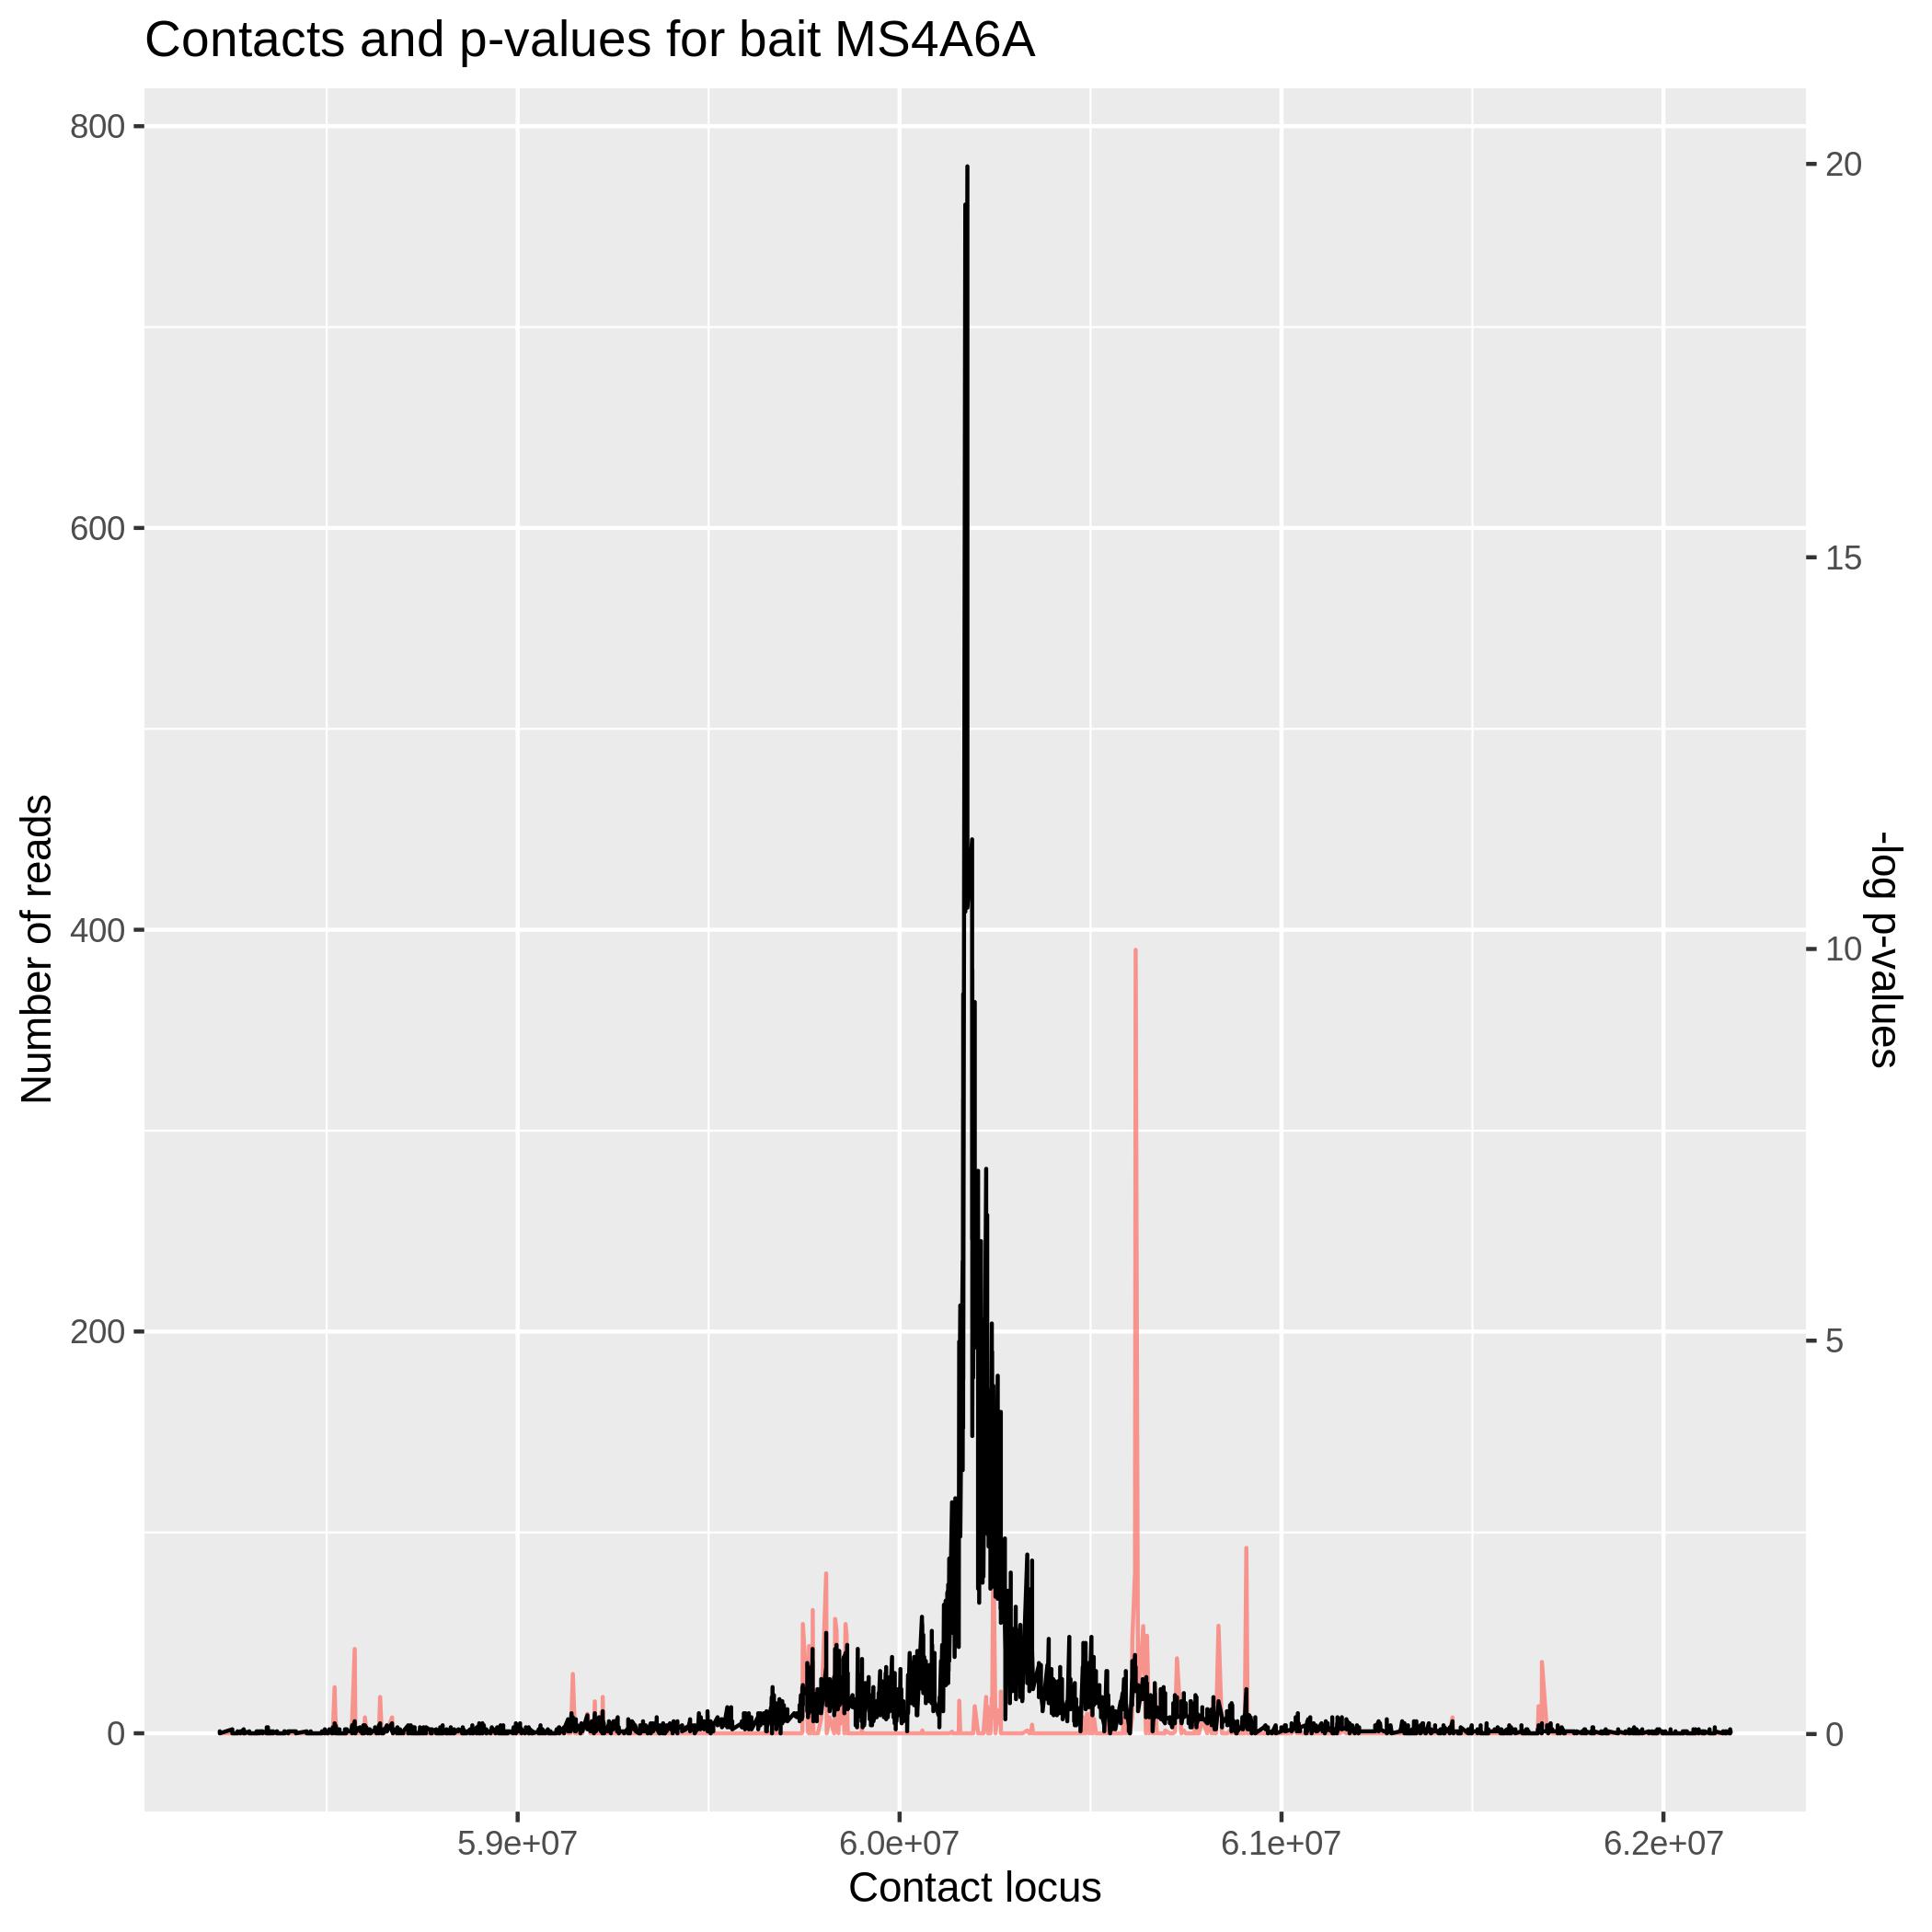 Contacts and p-values for bait MS4A6A
800
600
400
200
0
Number of reads
20
15
10
5
0
-log p-values
5.9e+07
6.0e+07
6.1e+07
6.2e+07
Contact locus